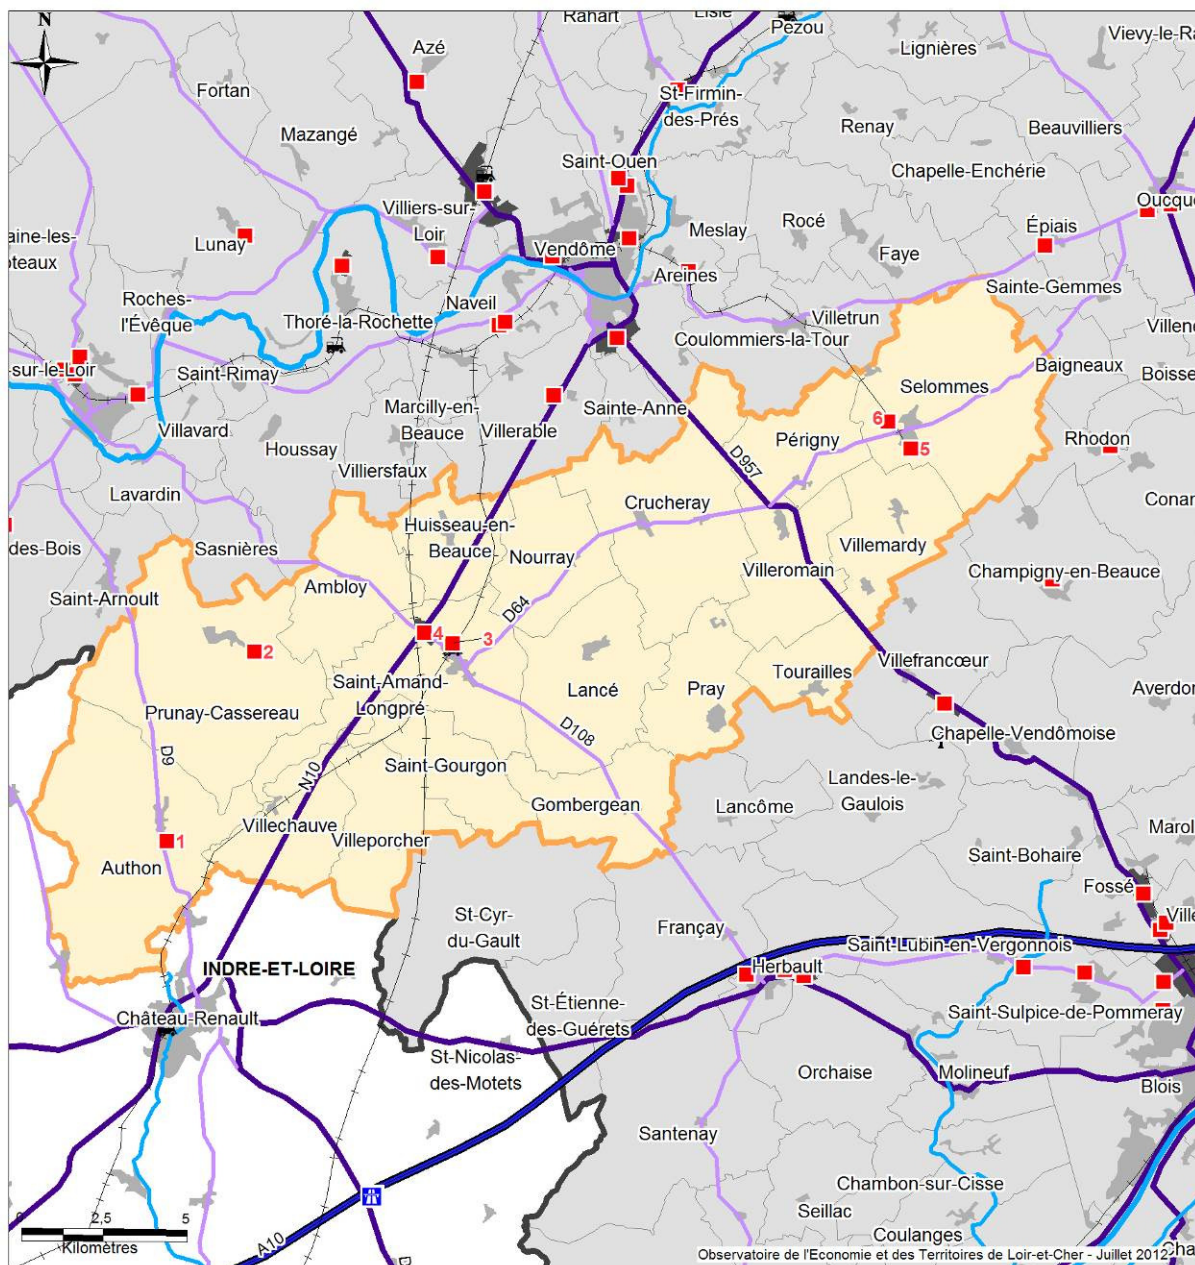 N
Rahart
Lisle
Pezou
Azé
Lignières
Fortan
St-Firmin-
des-Prés
Mazangé
Renay
Beauvilliers
Saint-Ouen
Chapelle-Enchérie
Villiers-sur-
Loir
Oucque
Lunay
Vendôme
Meslay
Rocé
Épiais
Faye
Areines
Roches-
l'Évêque
Naveil
Sainte-Gemmes
Thoré-la-Rochette
Villetrun
Coulommiers-la-Tour
Baigneaux
-sur-le-Loir
Saint-Rimay
Selommes
Marcilly-en-
Beauce
Sainte-Anne
6
Villavard
Villerable
Périgny
Rhodon
Houssay
5
D957
Villiersfaux
Lavardin
Crucheray
Huisseau-en-
Beauce
Villemardy
des-Bois
Sasnières
Nourray
Villeromain
Champigny-en-Beauce
Ambloy
Saint-Arnoult
D64
4
3
2
Villefrancœur
Saint-Amand-
Longpré
Lancé
Pray
Tourailles
Prunay-Cassereau
D108
Chapelle-Vendômoise
D9
Saint-Gourgon
N10
Landes-le-
Gaulois
Gombergean
Lancôme
Villechauve
Villeporcher
1
Saint-Bohaire
Authon
Fossé
St-Cyr-
du-Gault
Françay
Saint-Lubin-en-Vergonnois
INDRE-ET-LOIRE
Herbault
St-Étienne-
des-Guérets
Château-Renault
Saint-Sulpice-de-Pommeray
St-Nicolas-
des-Motets
Orchaise
Molineuf
Blois
Santenay
Chambon-sur-Cisse
Seillac
Coulanges
0
2,5
5
Kilomètres
A10
Observatoire de l'Economie et des Territoires de Loir-et-Cher - Juillet 2012